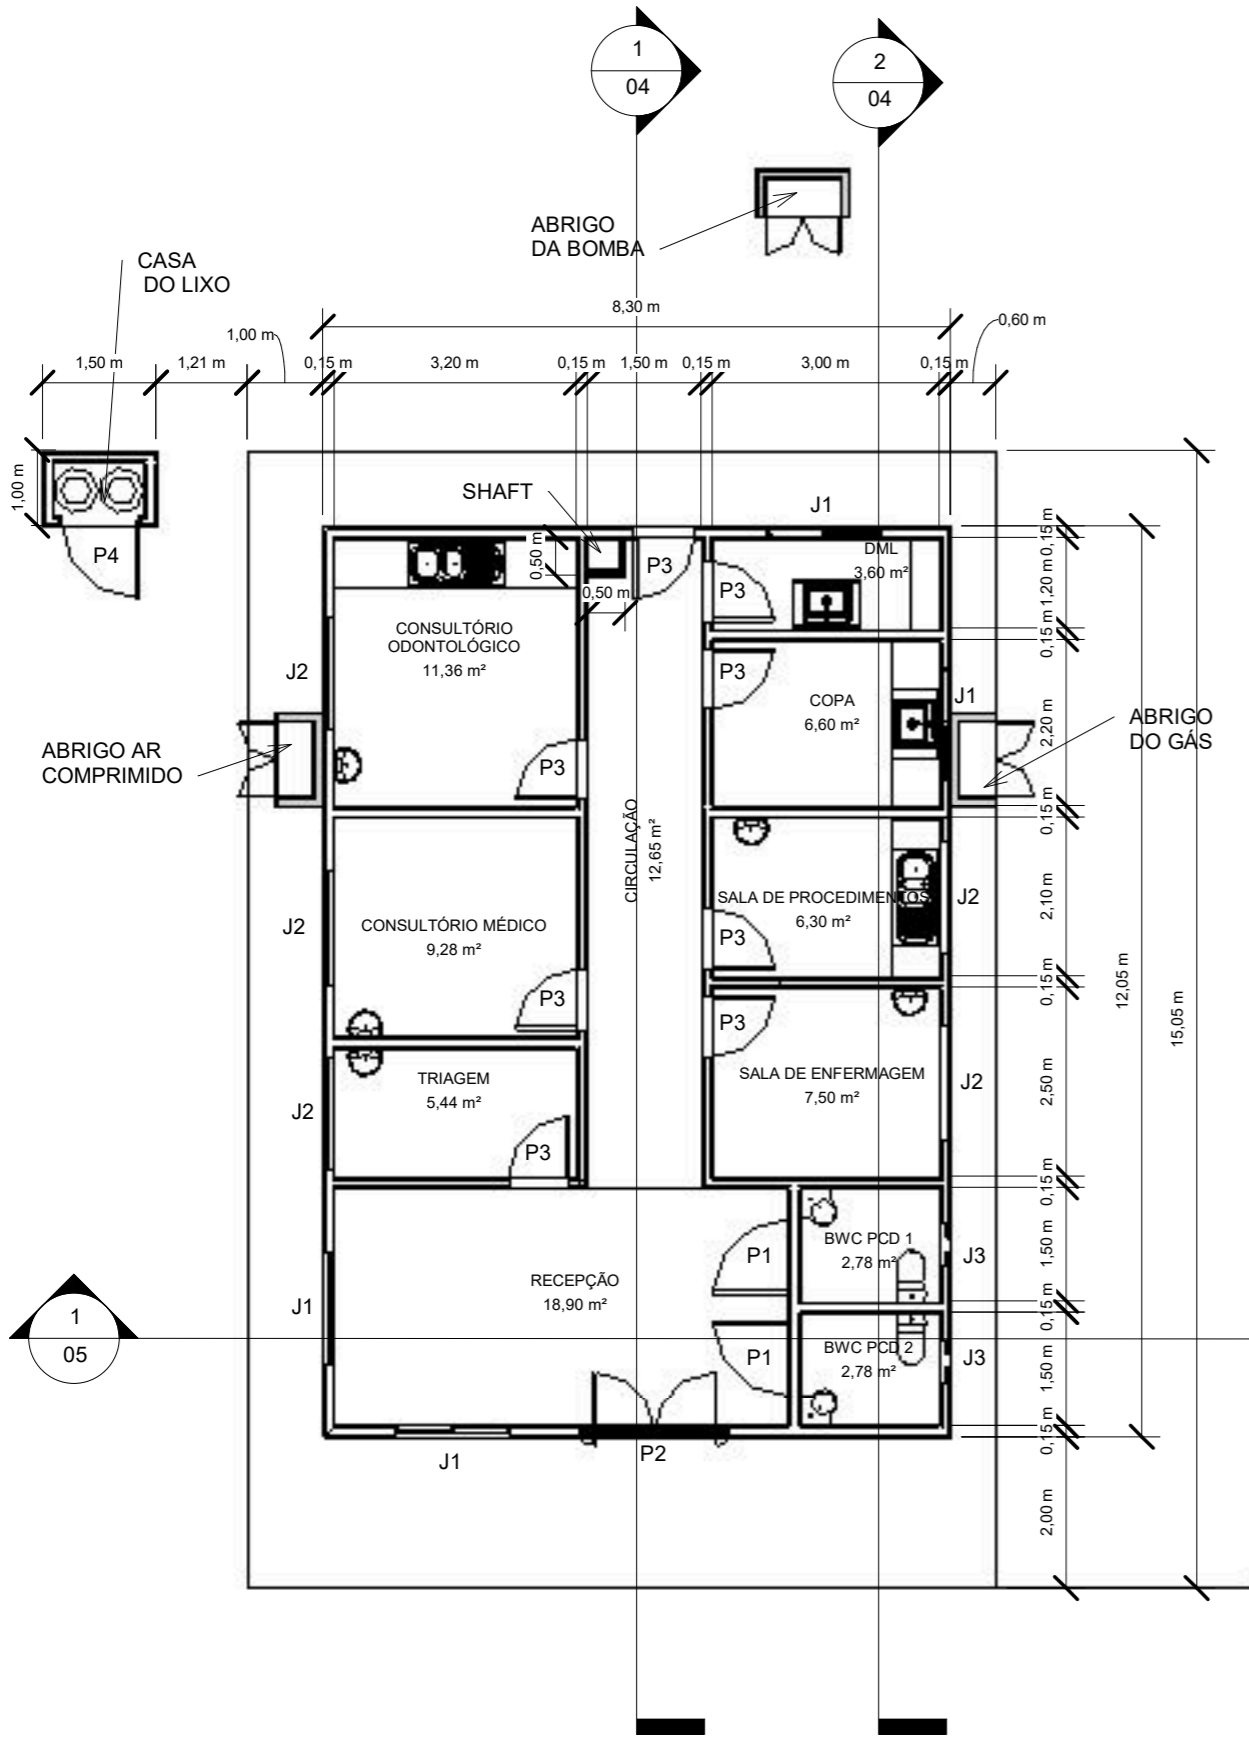 1
04
2
04
ABRIGO
DA BOMBA
CASA
DO LIXO
8,30 m
1,00 m
0,60 m
1,50 m
1,21 m
0,15 m
3,20 m
0,15 m
1,50 m
0,15 m
3,00 m
0,15 m
1,00 m
P4
SHAFT
J1
0,50 m
0,50 m
P3
DML
3,60 m²
P3
0,15 m
1,20 m
0,15 m
CONSULTÓRIO
ODONTOLÓGICO
11,36 m²
J2
P3
P3
COPA
6,60 m²
J1
2,20 m
0,15 m
ABRIGO
DO GÁS
ABRIGO AR
COMPRIMIDO
CIRCULAÇÃO
12,65 m²
CONSULTÓRIO MÉDICO
9,28 m²
J2
P3
SALA DE PROCEDIMENTOS
6,30 m²
P3
J2
2,10 m
0,15 m
12,05 m
15,05 m
P3
SALA DE ENFERMAGEM
7,50 m²
J2
2,50 m
0,15 m
TRIAGEM
5,44 m²
J2
P3
RECEPÇÃO
18,90 m²
J1
P1
BWC PCD 1
2,78 m²
J3
1,50 m
0,15 m
P1
BWC PCD 2
2,78 m²
J3
1,50 m
0,15 m
1
05
J1
P2
2,00 m